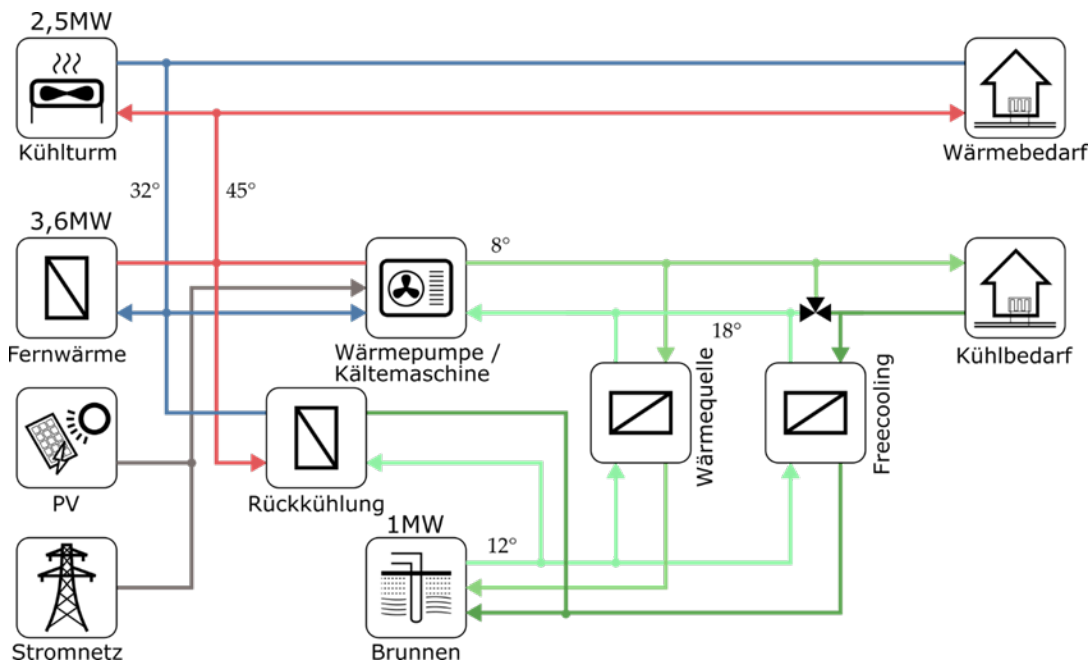 2,5MW
Kühlturm
Wärmebedarf
32°
45°
3,6MW
8°
Fernwärme
Wärmepumpe /
Kältemaschine
18°
Kühlbedarf
Wärmequelle
Freecooling
PV
Rückkühlung
1MW
12°
Stromnetz
Brunnen